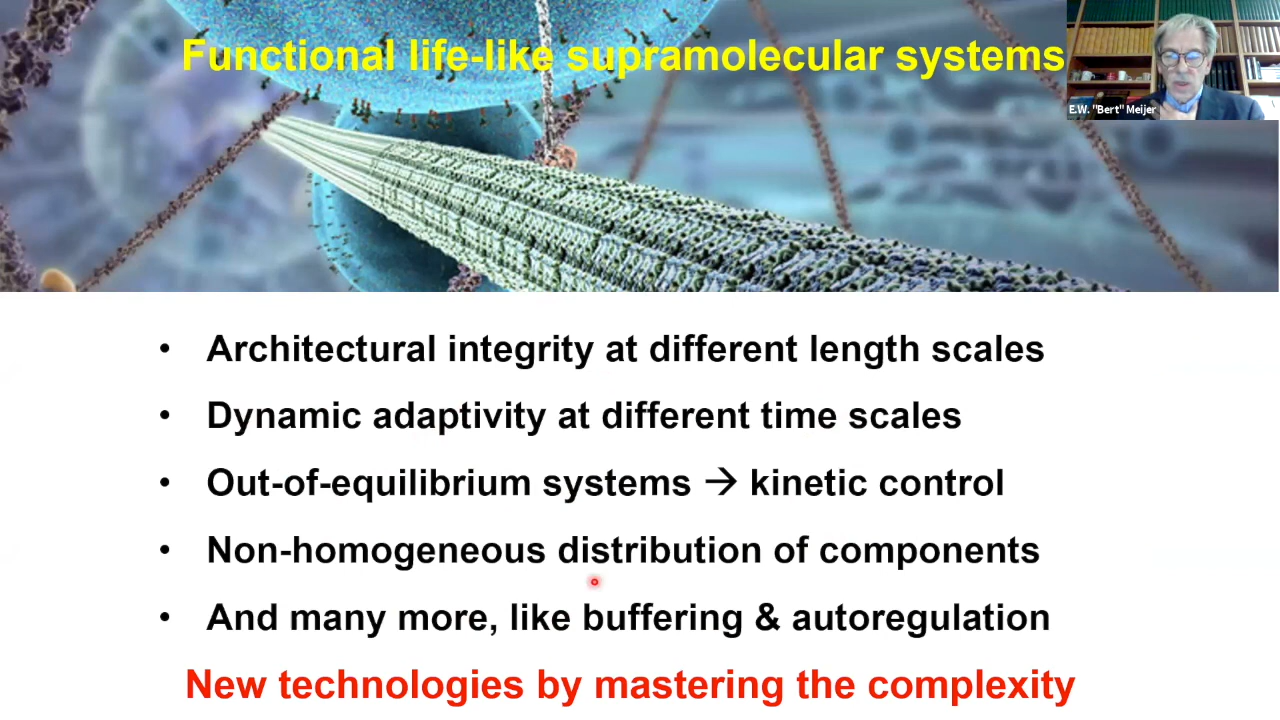 Functional life-like supramolecular systems
E.W. "Bert" Meijer
• Architectural integrity at different length scales
• Dynamic adaptivity at different time scales
• Out-of-equilibrium systems → kinetic control
• Non-homogeneous distribution of components
• And many more, like buffering & autoregulation
New technologies by mastering the complexity